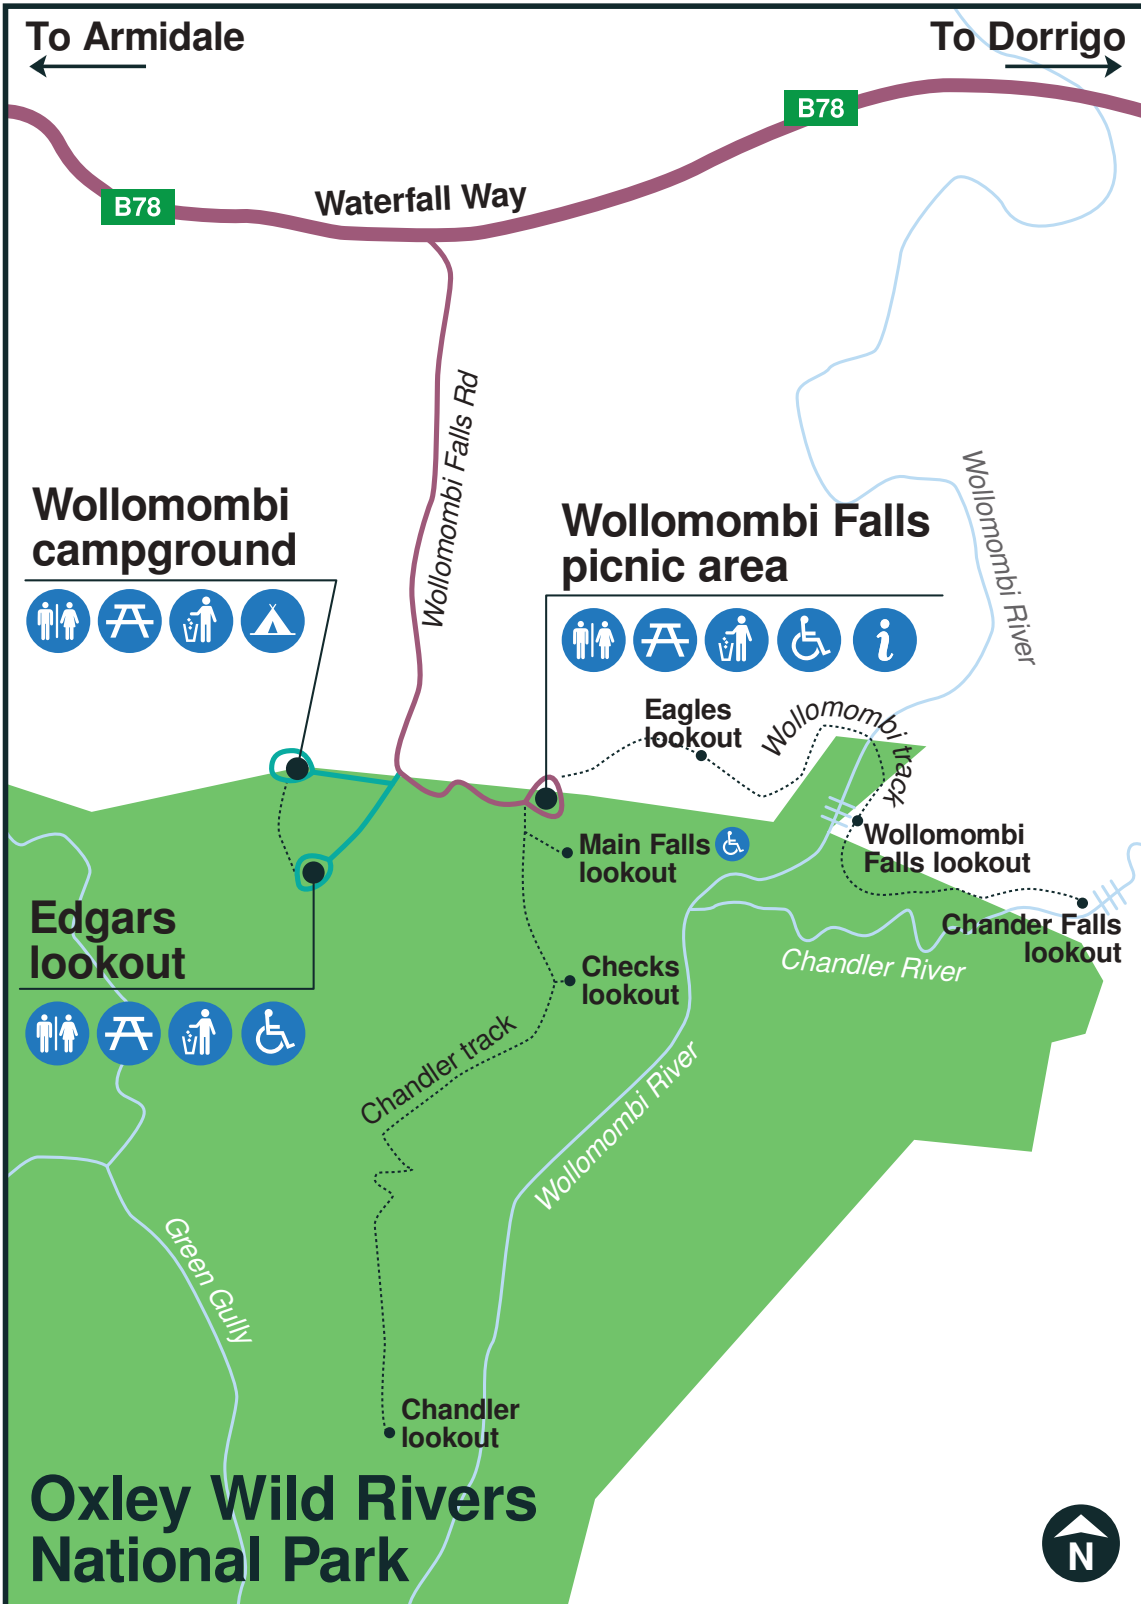 To Armidale
To Dorrigo
B78
B78
Waterfall Way
Wollomombi Falls Rd
Wollomombi
campground
Wollomombi Falls
picnic area
Wollomombi River
Eagles
lookout
Wollomombi track
Main Falls
lookout
Wollomombi
Falls lookout
Edgars
lookout
Chander Falls
lookout
Checks
lookout
Chandler River
Chandler track
Wollomombi River
Green Gully
Chandler
lookout
Oxley Wild Rivers
National Park
N